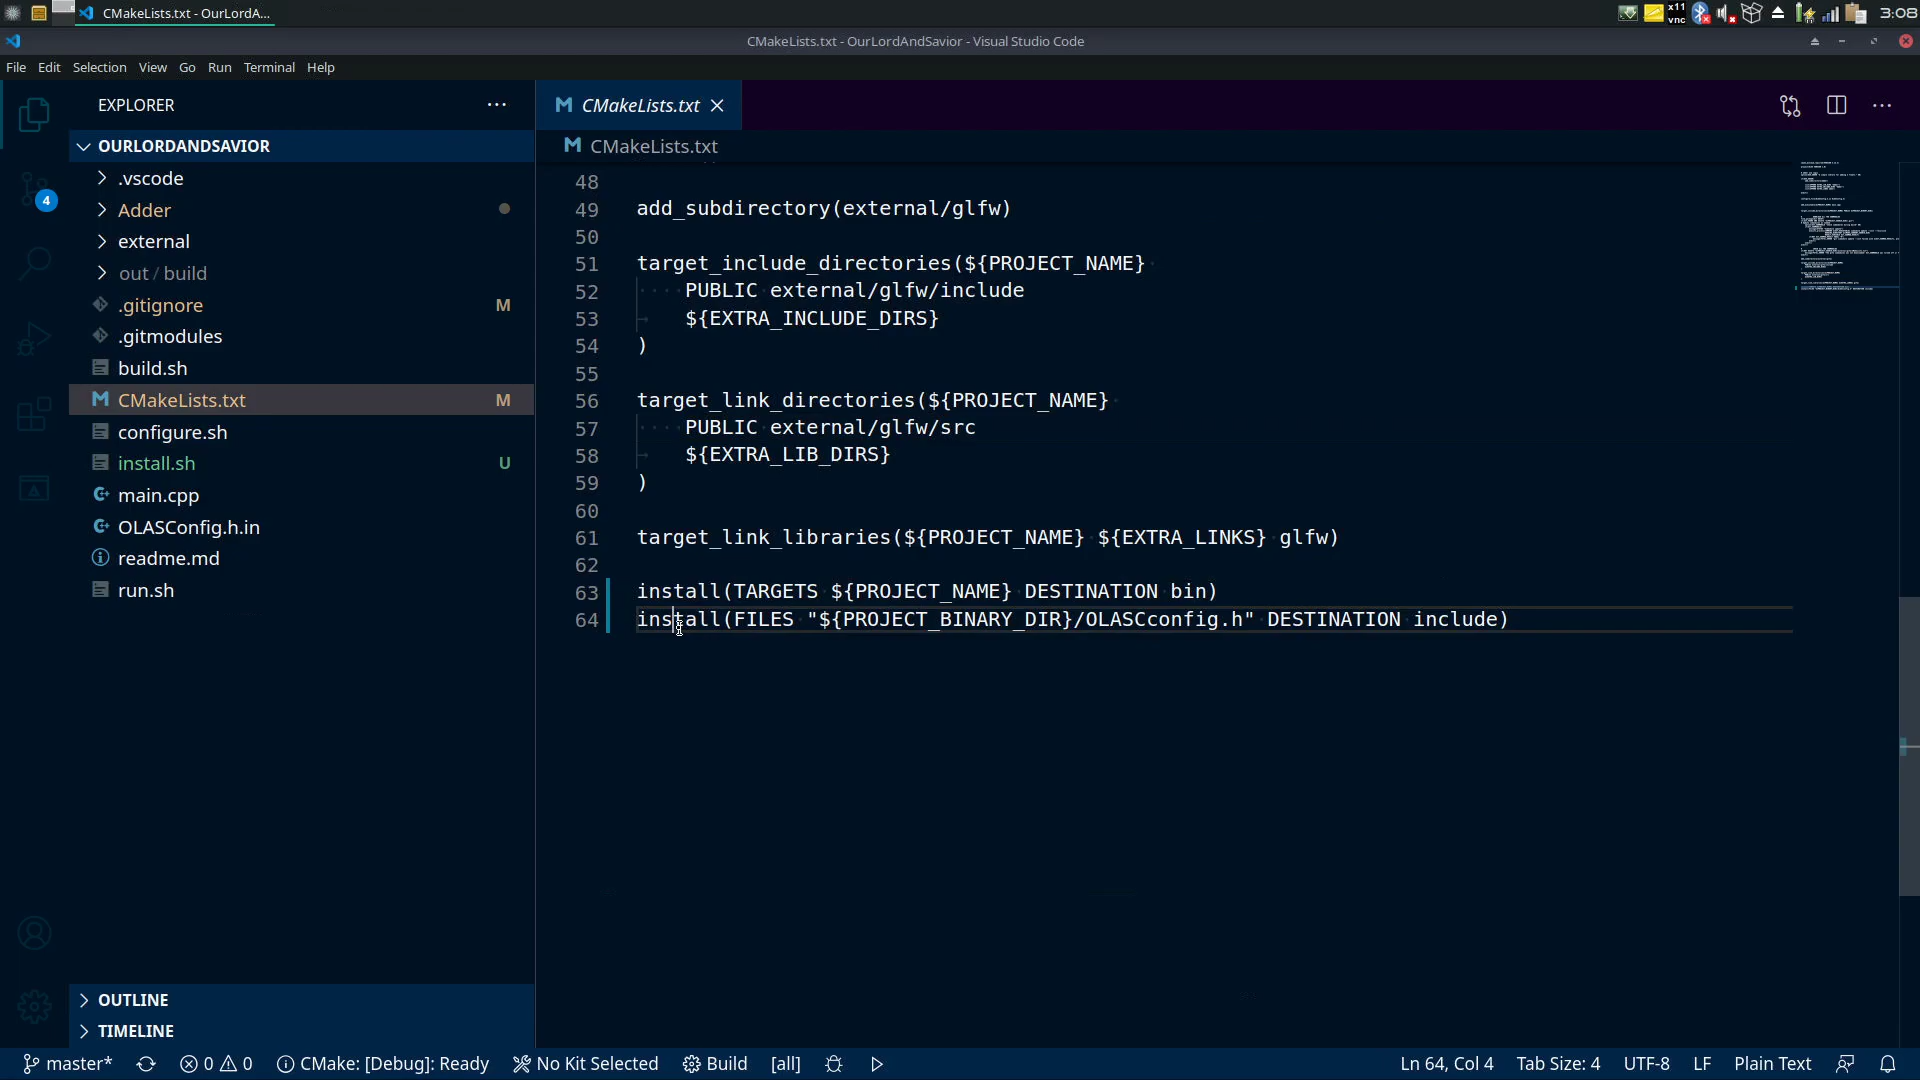 CMakeLists.txt - OurLordA...
x11
vnc
3:08
CMakeLists.txt - OurLordAndSavior - Visual Studio Code
File Edit Selection View Go Run Terminal Help
EXPLORER
CMakeLists.txt
OURLORDANDSAVIOR
CMakeLists.txt
.vscode
Adder
external
out / build
.gitignore M
.gitmodules
build.sh
CMakeLists.txt M
configure.sh
install.sh U
main.cpp
OLASConfig.h.in
readme.md
run.sh
OUTLINE
TIMELINE
4
48
49 add_subdirectory(external/glfw)
50
51 target_include_directories(${PROJECT_NAME}
52 PUBLIC external/glfw/include
53 ${EXTRA_INCLUDE_DIRS}
54 )
55
56 target_link_directories(${PROJECT_NAME}
57 PUBLIC external/glfw/src
58 ${EXTRA_LIB_DIRS}
59 )
60
61 target_link_libraries(${PROJECT_NAME} ${EXTRA_LINKS} glfw)
62
63 install(TARGETS ${PROJECT_NAME} DESTINATION bin)
64 install(FILES "${PROJECT_BINARY_DIR}/OLASCconfig.h" DESTINATION include)
master* 0 0 CMake: [Debug]: Ready No Kit Selected Build [all] Ln 64, Col 4 Tab Size: 4 UTF-8 LF Plain Text